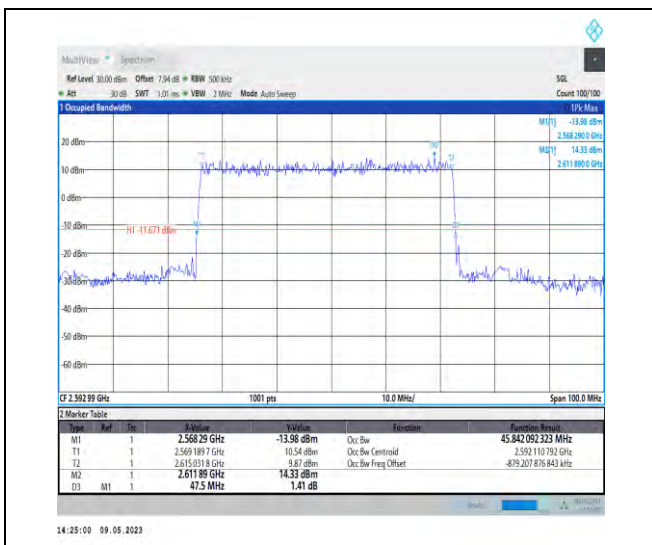 MultiView Spectrum
Ref Level 30.00 dBm Offset 7.94 dB RBW 500 kHz SGL
Att 30 dB SWT 1.01 ms VBW 2 MHz Mode Auto Sweep Count 100/100
1 Occupied Bandwidth 1Pk Max
M1[1] -13.98 dBm
2.568 290 0 GHz
M2[1] 14.33 dBm
2.611 890 0 GHz
20 dBm
10 dBm
0 dBm
-10 dBm
H1 -11.671 dBm
-20 dBm
-30 dBm
-40 dBm
-50 dBm
-60 dBm
CF 2.592 99 GHz 1001 pts 10.0 MHz/ Span 100.0 MHz
2 Marker Table
Type Ref Trc X-Value Y-Value Function Function Result
M1 1 2.568 29 GHz -13.98 dBm Occ Bw 45.842 092 323 MHz
T1 1 2.569 189 7 GHz 10.54 dBm Occ Bw Centroid 2.592 110 792 GHz
T2 1 2.615 031 8 GHz 9.87 dBm Occ Bw Freq Offset -879.207 876 843 kHz
M2 1 2.611 89 GHz 14.33 dBm
D3 M1 1 47.5 MHz 1.41 dB
14:25:00 09.05.2023